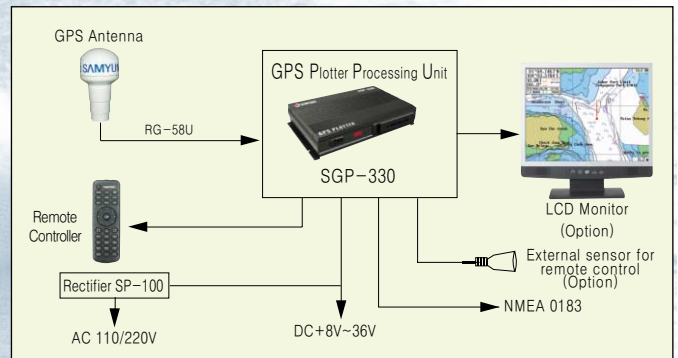 GPS Antenna
SAMYUN
RG-58U
GPS Plotter Processing Unit
GPS PLOTTER
SGP-330
LCD Monitor
(Option)
Remote
Controller
External sensor for
remote control
(Option)
Rectifier SP-100
NMEA 0183
AC 110/220V
DC+8V~36V